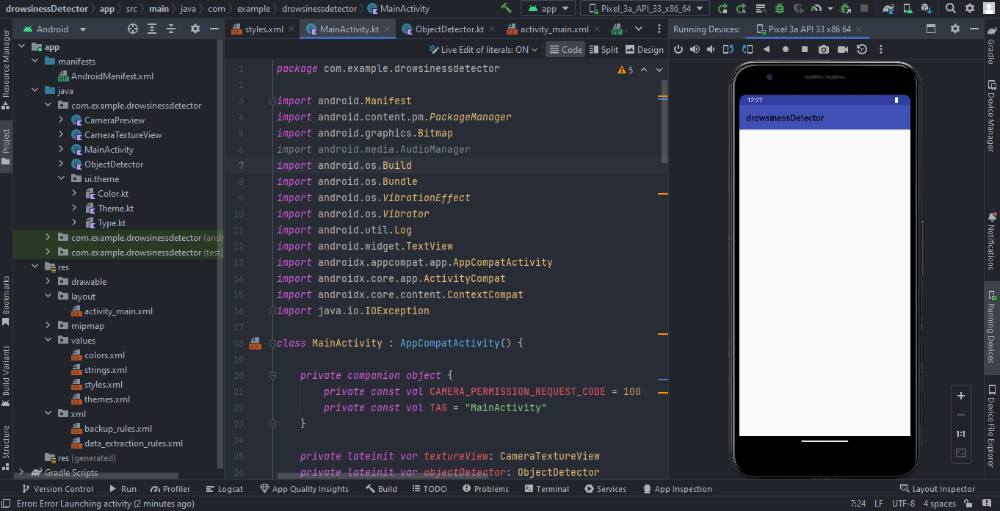 drowsinessDetector app src main java com example drowsinessdetector MainActivity app Pixel_3a_API_33_x86_64
Android styles.xml MainActivity.kt ObjectDetector.kt activity_main.xml Running Devices: Pixel 3a API 33 x86 64
Live Edit of literals: ON Code Split Design
Resource Manager
Project
Bookmarks
Build Variants
Structure
app
manifests
AndroidManifest.xml
java
com.example.drowsinessdetector
CameraPreview
CameraTextureView
MainActivity
ObjectDetector
ui.theme
Color.kt
Theme.kt
Type.kt
com.example.drowsinessdetector (andr
com.example.drowsinessdetector (test)
res
drawable
layout
activity_main.xml
mipmap
values
colors.xml
strings.xml
styles.xml
themes.xml
xml
backup_rules.xml
data_extraction_rules.xml
res (generated)
Gradle Scripts
1 package com.example.drowsinessdetector 5
2
3 import android.Manifest
4 import android.content.pm.PackageManager
5 import android.graphics.Bitmap
6 import android.media.AudioManager
7 import android.os.Build
8 import android.os.Bundle
9 import android.os.VibrationEffect
10 import android.os.Vibrator
11 import android.util.Log
12 import android.widget.TextView
13 import androidx.appcompat.app.AppCompatActivity
14 import androidx.core.app.ActivityCompat
15 import androidx.core.content.ContextCompat
16 import java.io.IOException
17
18 class MainActivity : AppCompatActivity() {
19
20 private companion object {
21 private const val CAMERA_PERMISSION_REQUEST_CODE = 100
22 private const val TAG = "MainActivity"
23 }
24
25 private lateinit var textureView: CameraTextureView
26 private lateinit var objectDetector: ObjectDetector
12:22
drowsinessDetector
1:1
Gradle
Device Manager
Notifications
Running Devices
Device File Explorer
Version Control Run Profiler Logcat App Quality Insights Build TODO Problems Terminal Services App Inspection Layout Inspector
Error: Error Launching activity (2 minutes ago) 7:24 LF UTF-8 4 spaces